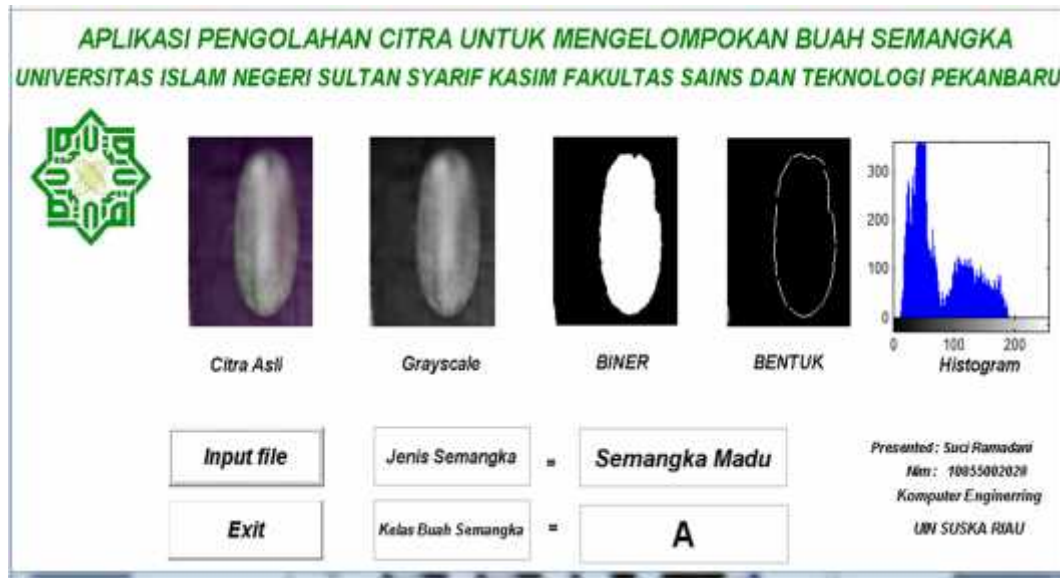 APLIKASI PENGOLAHAN CITRA UNTUK MENGELOMPOKAN BUAH SEMANGKA
UNIVERSITAS ISLAM NEGERI SULTAN SYARIF KASIM FAKULTAS SAINS DAN TEKNOLOGI PEKANBARU
300
200
100
0
0 100 200
Citra Asli Grayscale BINER BENTUK Histogram
Input file Jenis Semangka = Semangka Madu
Exit Kelas Buah Semangka = A
Presented : Suci Ramadani
Nim : 10855002028
Komputer Enginerring
UIN SUSKA RIAU